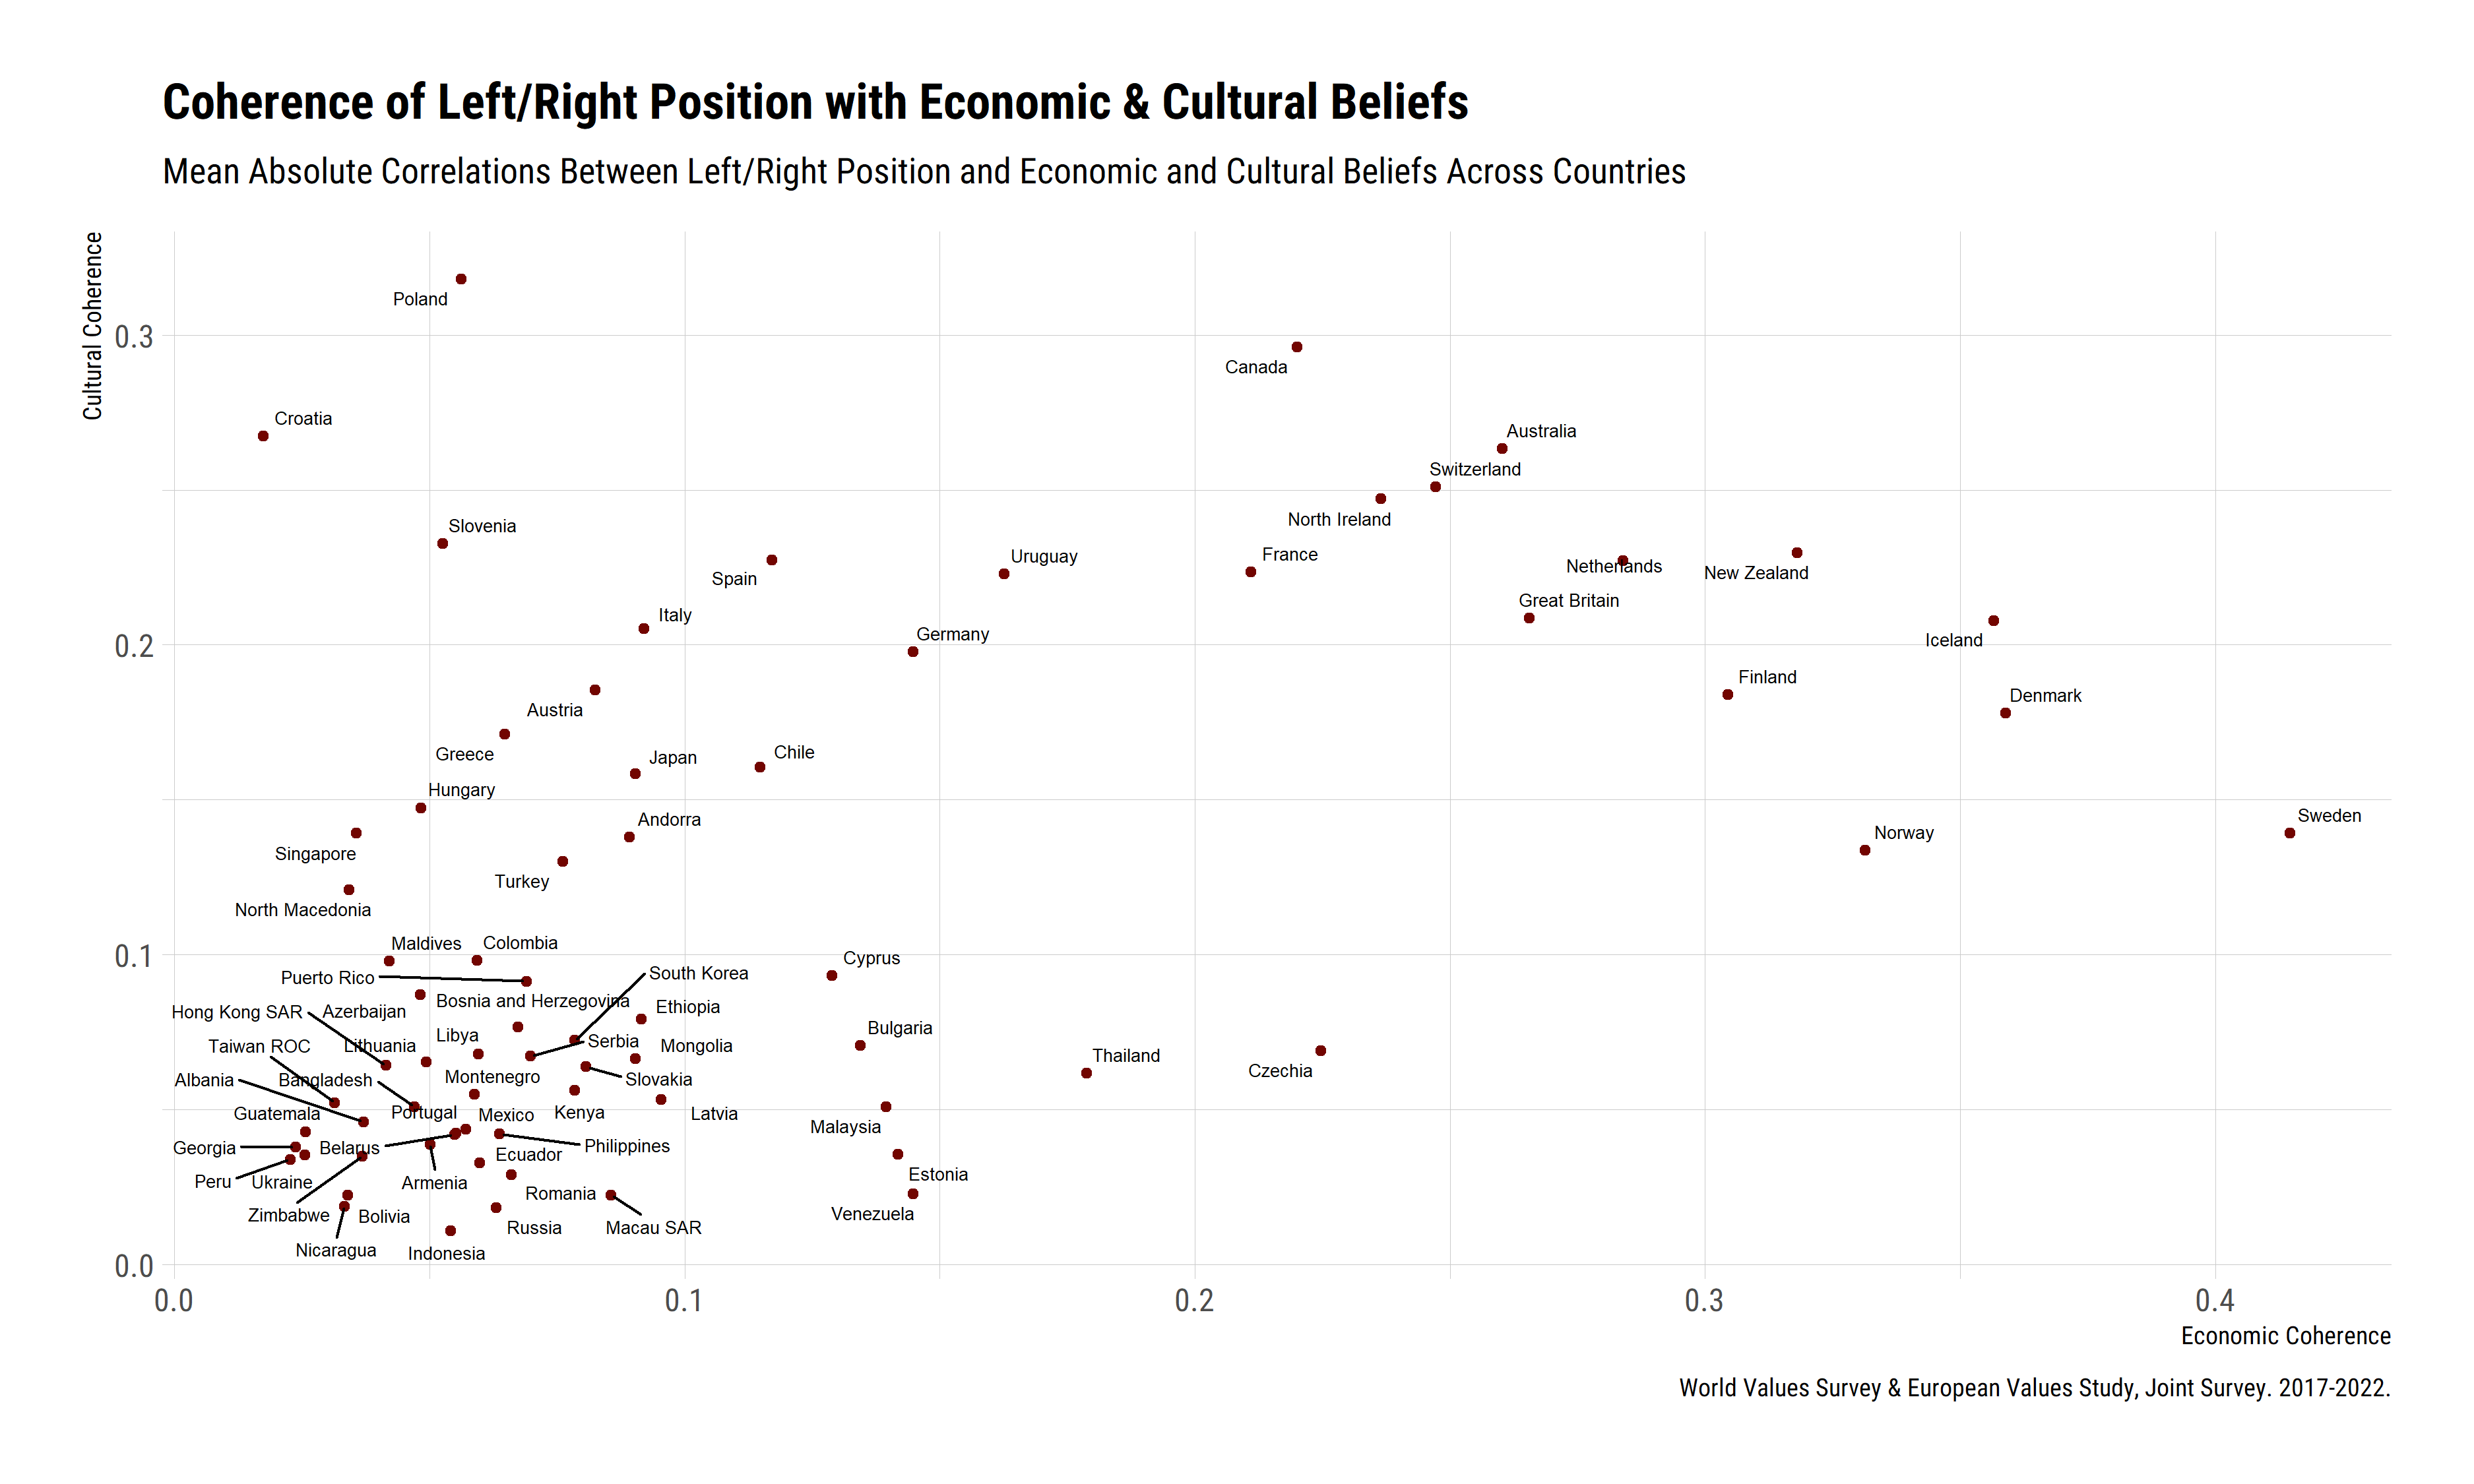 Coherence of Left/Right Position with Economic & Cultural Beliefs
Mean Absolute Correlations Between Left/Right Position and Economic and Cultural Beliefs Across Countries
Cultural Coherence
0.3
0.2
0.1
0.0
Poland
Canada
Croatia
Australia
Switzerland
North Ireland
Slovenia
Spain
Uruguay
France
Netherlands
New Zealand
Great Britain
Italy
Germany
Iceland
Finland
Denmark
Austria
Greece
Japan
Chile
Hungary
Andorra
Sweden
Norway
Singapore
Turkey
North Macedonia
Maldives
Colombia
Cyprus
Puerto Rico
South Korea
Bosnia and Herzegovina
Ethiopia
Hong Kong SAR
Azerbaijan
Libya
Bulgaria
Taiwan ROC
Lithuania
Serbia
Mongolia
Thailand
Czechia
Albania
Bangladesh
Montenegro
Slovakia
Guatemala
Portugal
Mexico
Kenya
Latvia
Malaysia
Georgia
Belarus
Philippines
Ecuador
Peru
Ukraine
Armenia
Estonia
Romania
Zimbabwe
Bolivia
Venezuela
Russia
Macau SAR
Nicaragua
Indonesia
0.0
0.1
0.2
0.3
0.4
Economic Coherence
World Values Survey & European Values Study, Joint Survey. 2017-2022.